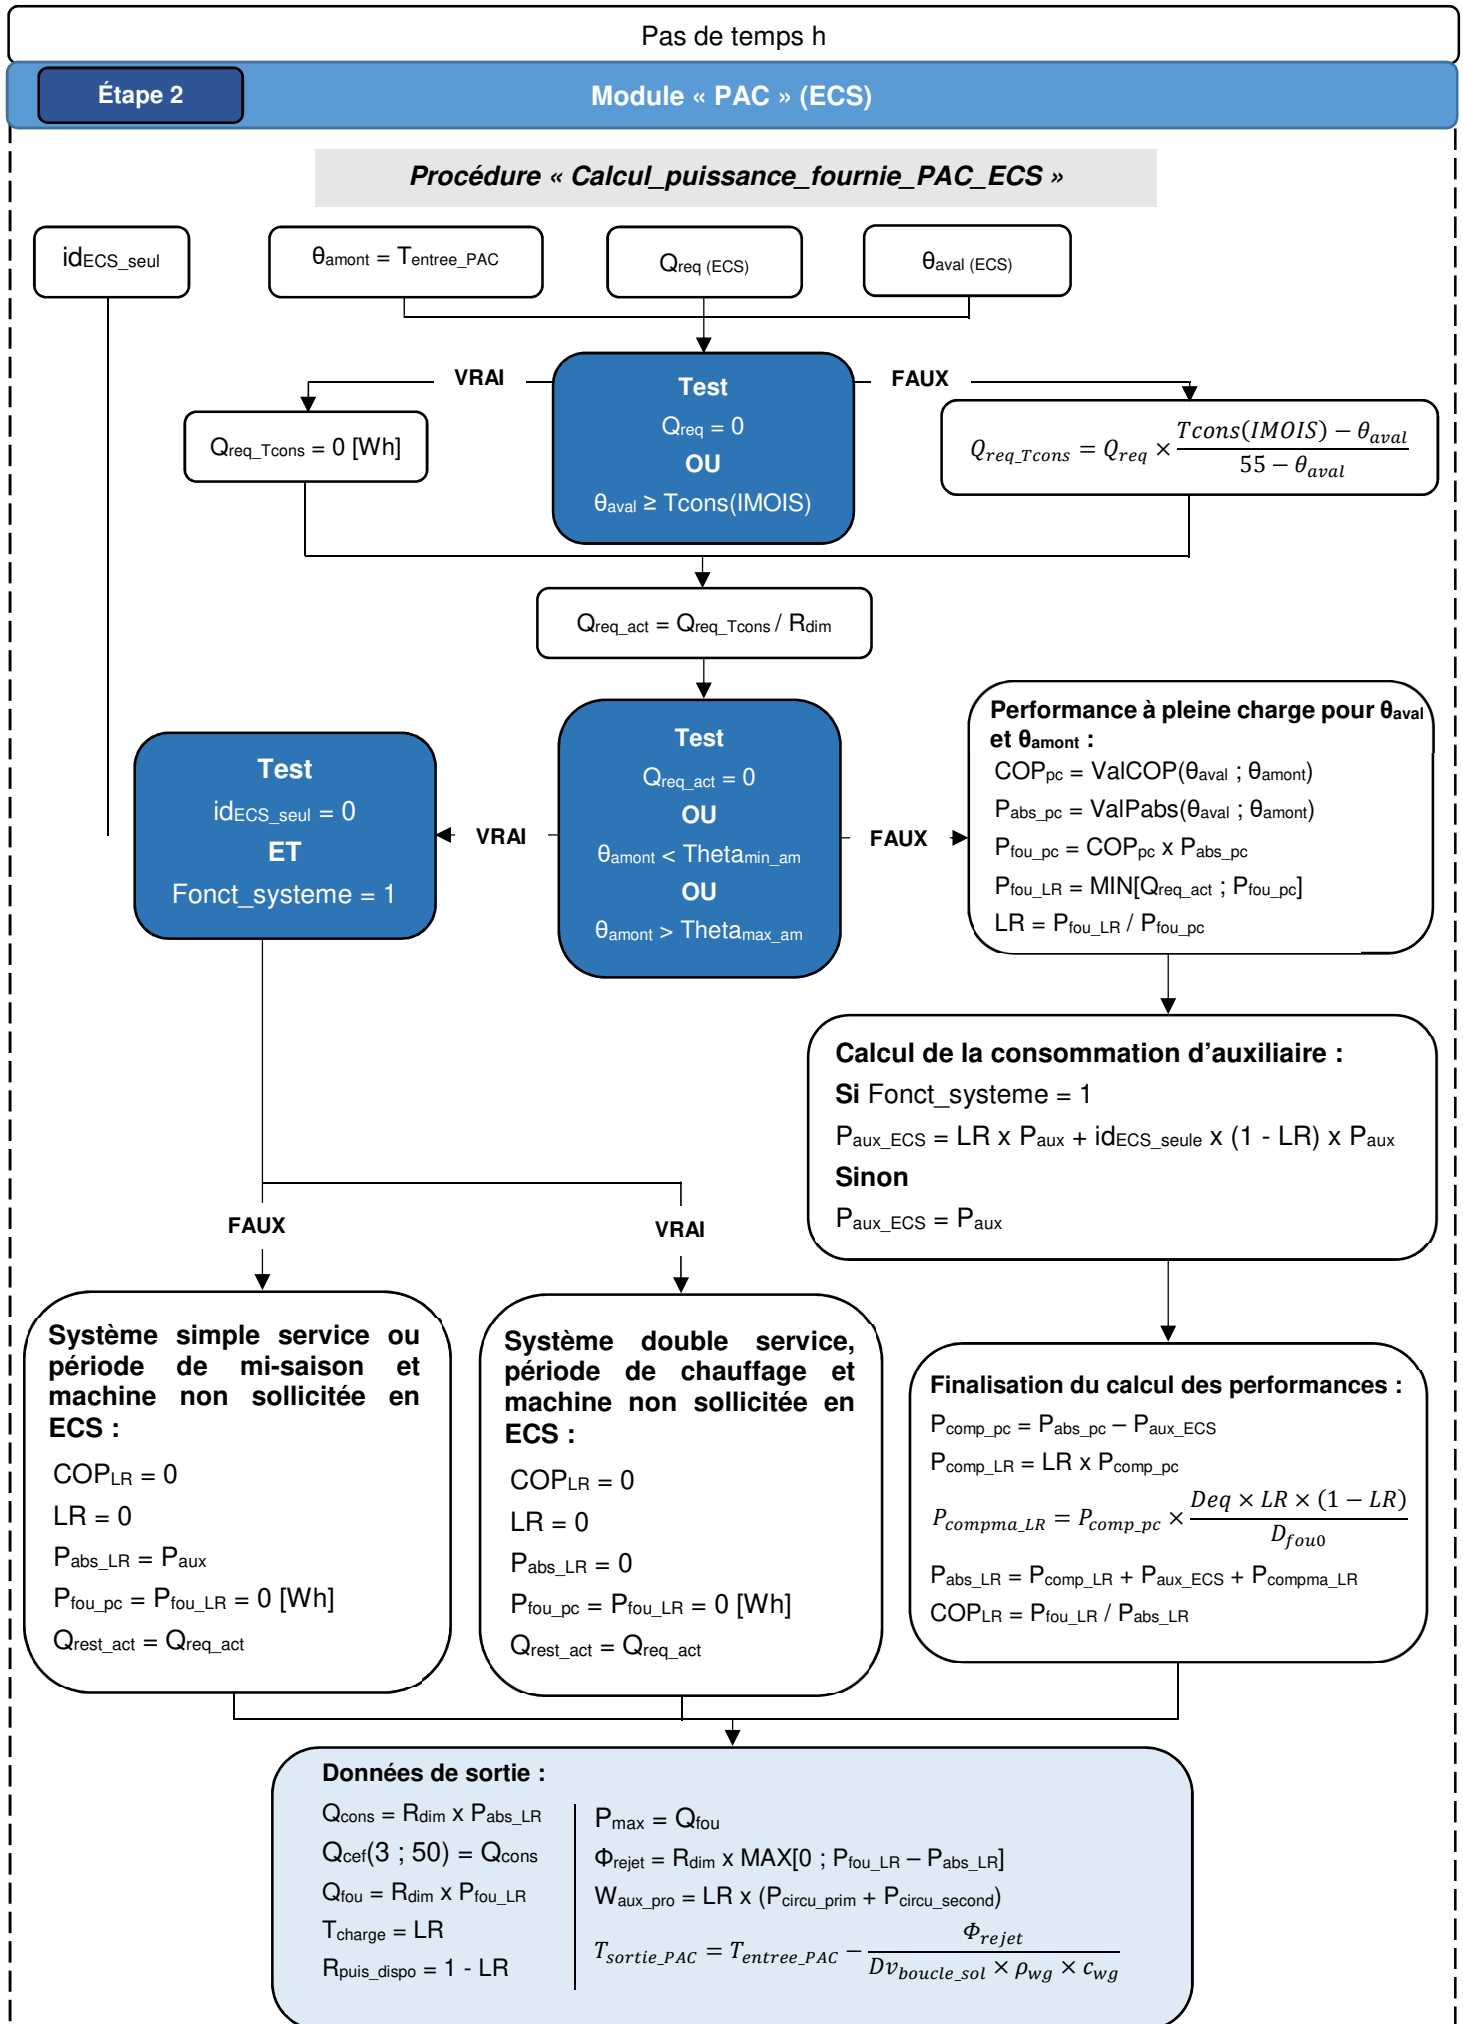 Pas de temps h
Étape 2
Module « PAC » (ECS)
Procédure « Calcul_puissance_fournie_PAC_ECS »
idECS_seul
θamont = Tentree_PAC
Qreq (ECS)
θaval (ECS)
VRAI
FAUX
Test
Qreq = 0
OU
θaval ≥ Tcons(IMOIS)
Qreq_Tcons = 0 [Wh]
Qreq_Tcons = Qreq × (Tcons(IMOIS) − θaval) / (55 − θaval)
Qreq_act = Qreq_Tcons / Rdim
Test
idECS_seul = 0
ET
Fonct_systeme = 1
VRAI
Test
Qreq_act = 0
OU
θamont < Thetamin_am
OU
θamont > Thetamax_am
FAUX
Performance à pleine charge pour θaval
et θamont :
COPpc = ValCOP(θaval ; θamont)
Pabs_pc = ValPabs(θaval ; θamont)
Pfou_pc = COPpc x Pabs_pc
Pfou_LR = MIN[Qreq_act ; Pfou_pc]
LR = Pfou_LR / Pfou_pc
Calcul de la consommation d'auxiliaire :
Si Fonct_systeme = 1
Paux_ECS = LR x Paux + idECS_seule x (1 - LR) x Paux
Sinon
Paux_ECS = Paux
FAUX
VRAI
Système simple service ou
période de mi-saison et
machine non sollicitée en
ECS :
COPLR = 0
LR = 0
Pabs_LR = Paux
Pfou_pc = Pfou_LR = 0 [Wh]
Qrest_act = Qreq_act
Système double service,
période de chauffage et
machine non sollicitée en
ECS :
COPLR = 0
LR = 0
Pabs_LR = 0
Pfou_pc = Pfou_LR = 0 [Wh]
Qrest_act = Qreq_act
Finalisation du calcul des performances :
Pcomp_pc = Pabs_pc – Paux_ECS
Pcomp_LR = LR x Pcomp_pc
Pcompma_LR = Pcomp_pc × (Deq × LR × (1 − LR)) / Dfou0
Pabs_LR = Pcomp_LR + Paux_ECS + Pcompma_LR
COPLR = Pfou_LR / Pabs_LR
Données de sortie :
Qcons = Rdim x Pabs_LR
Qcef(3 ; 50) = Qcons
Qfou = Rdim x Pfou_LR
Tcharge = LR
Rpuis_dispo = 1 - LR
Pmax = Qfou
Φrejet = Rdim x MAX[0 ; Pfou_LR – Pabs_LR]
Waux_pro = LR x (Pcircu_prim + Pcircu_second)
Tsortie_PAC = Tentree_PAC − Φrejet / (Dvboucle_sol × ρwg × cwg)